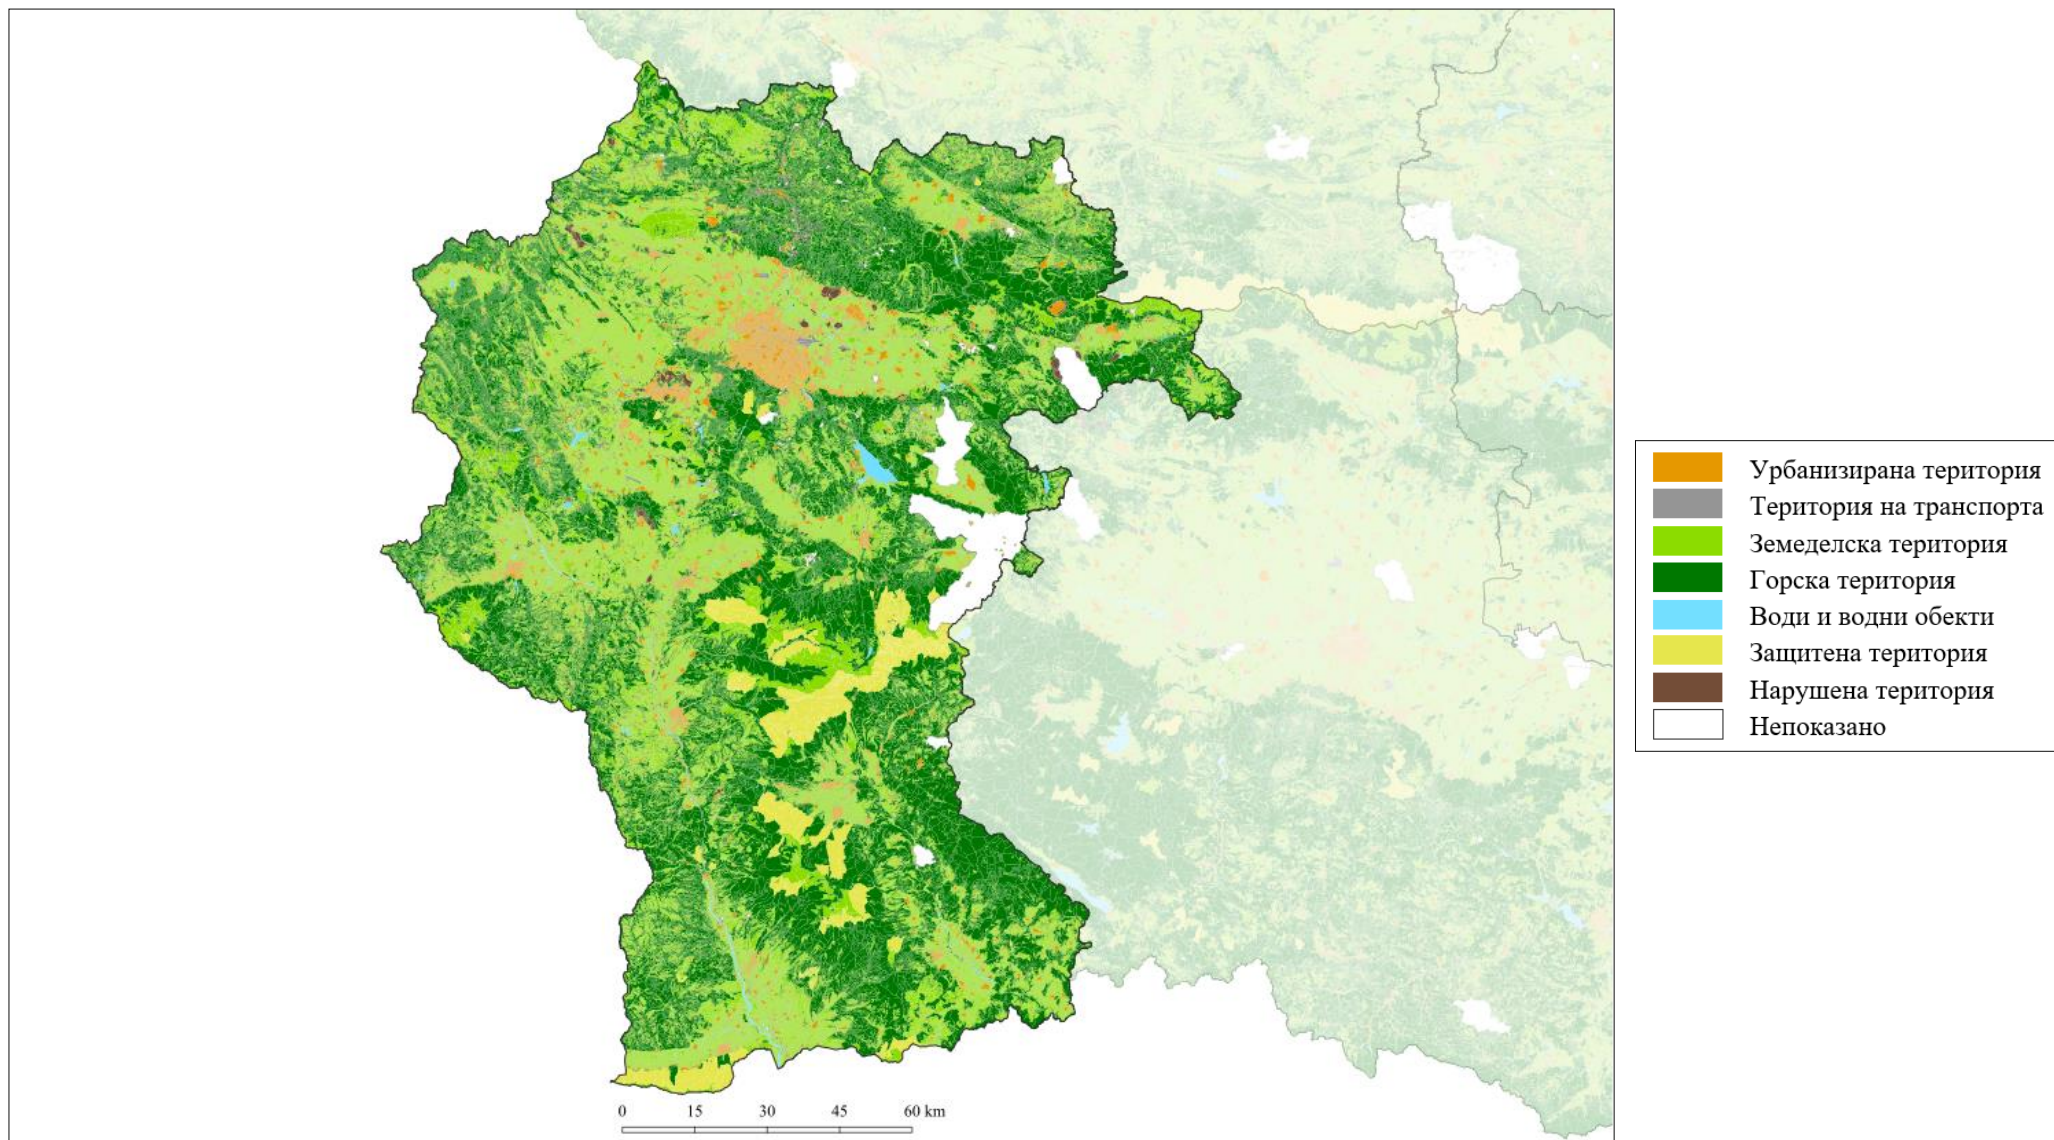 Урбанизирана територия
Територия на транспорта
Земеделска територия
Горска територия
Води и водни обекти
Защитена територия
Нарушена територия
Непоказано
0 15 30 45 60 km